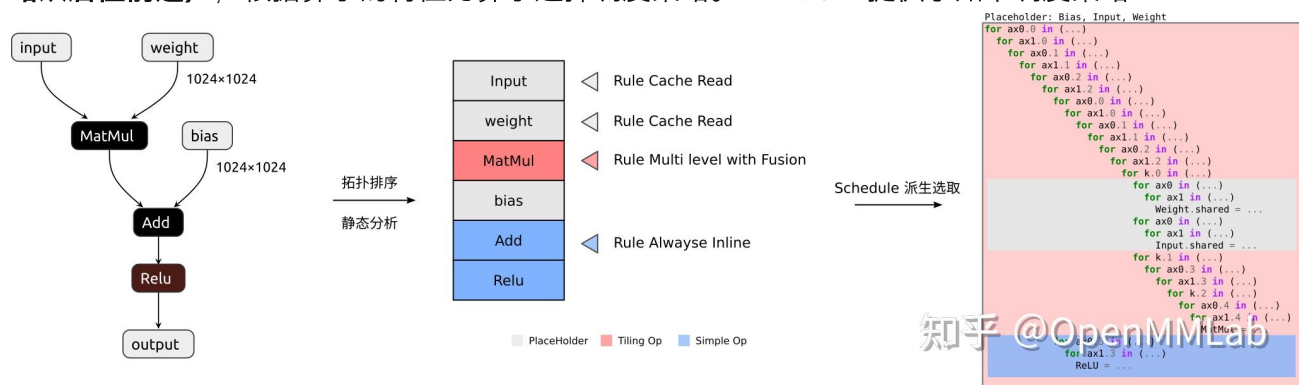 Placeholder: Bias, Input, Weight
input
weight
1024×1024
MatMul
bias
1024×1024
Add
Relu
output
拓扑排序
静态分析
Input
weight
MatMul
bias
Add
Relu
Rule Cache Read
Rule Cache Read
Rule Multi level with Fusion
Rule Alwayse Inline
PlaceHolder
Tiling Op
Simple Op
Schedule 派生选取
for ax0.0 in (...)
for ax1.0 in (...)
for ax0.1 in (...)
for ax1.1 in (...)
for ax0.2 in (...)
for ax1.2 in (...)
for ax0.0 in (...)
for ax1.0 in (...)
for ax0.1 in (...)
for ax1.1 in (...)
for ax0.2 in (...)
for ax1.2 in (...)
for k.0 in (...)
for ax0 in (...)
for ax1 in (...)
Weight.shared = ...
for ax0 in (...)
for ax1 in (...)
Input.shared = ...
for k.1 in (...)
for ax0.3 in (...)
for ax1.3 in (...)
for k.2 in (...)
for ax0.4 in (...)
for ax1.4 in (...)
MatMul
for ax1.3 in (...)
ReLU = ...
知乎 @OpenMMLab